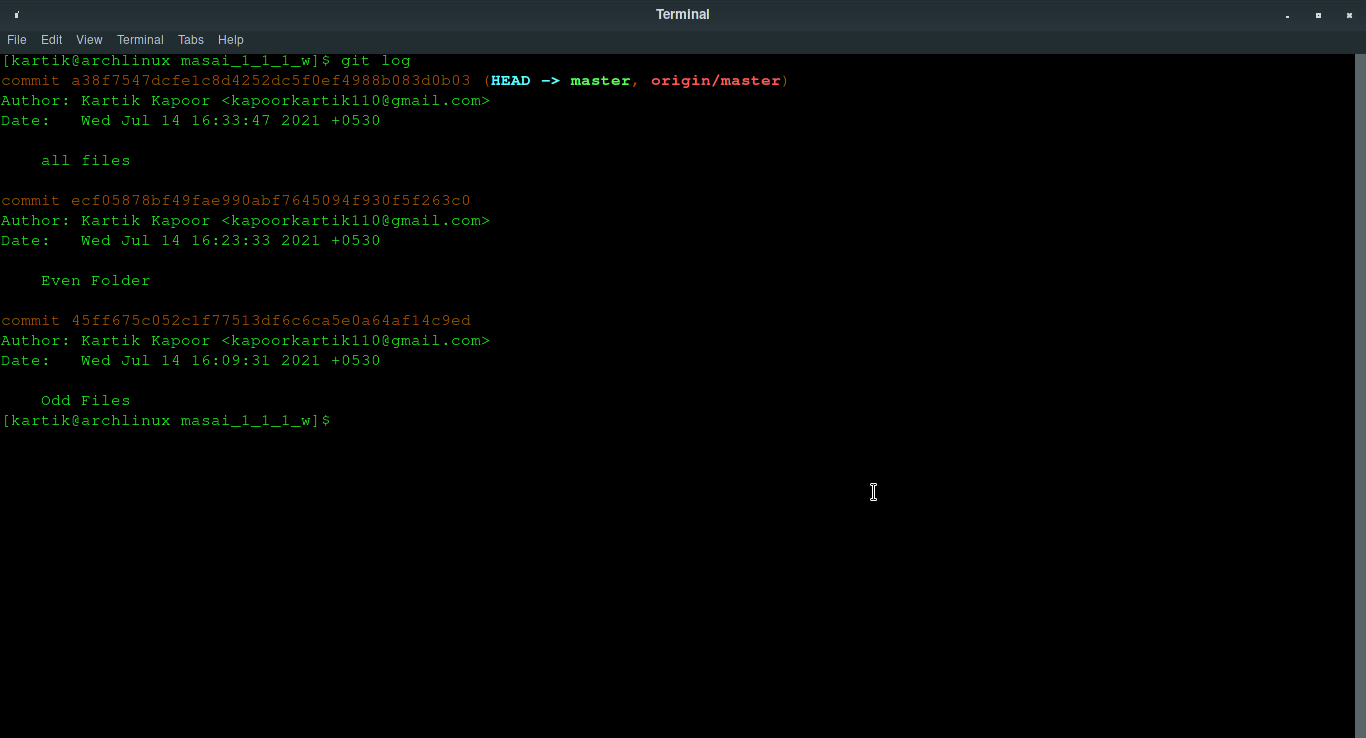 Terminal
File Edit View Terminal Tabs Help
[kartik@archlinux masai_1_1_1_w]$ git log
commit a38f7547dcfe1c8d4252dc5f0ef4988b083d0b03 (HEAD -> master, origin/master)
Author: Kartik Kapoor <kapoorkartik110@gmail.com>
Date:   Wed Jul 14 16:33:47 2021 +0530
    all files
commit ecf05878bf49fae990abf7645094f930f5f263c0
Author: Kartik Kapoor <kapoorkartik110@gmail.com>
Date:   Wed Jul 14 16:23:33 2021 +0530
    Even Folder
commit 45ff675c052c1f77513df6c6ca5e0a64af14c9ed
Author: Kartik Kapoor <kapoorkartik110@gmail.com>
Date:   Wed Jul 14 16:09:31 2021 +0530
    Odd Files
[kartik@archlinux masai_1_1_1_w]$